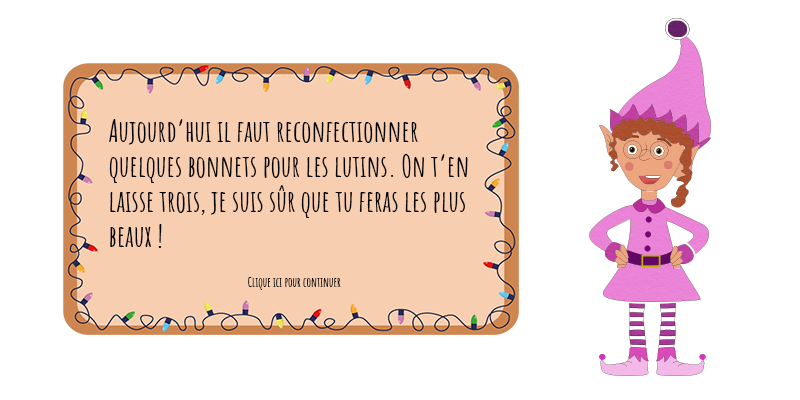 Aujourd'hui il faut reconfectionner
quelques bonnets pour les lutins. On t'en
laisse trois, je suis sûr que tu feras les plus
beaux !
Clique ici pour continuer